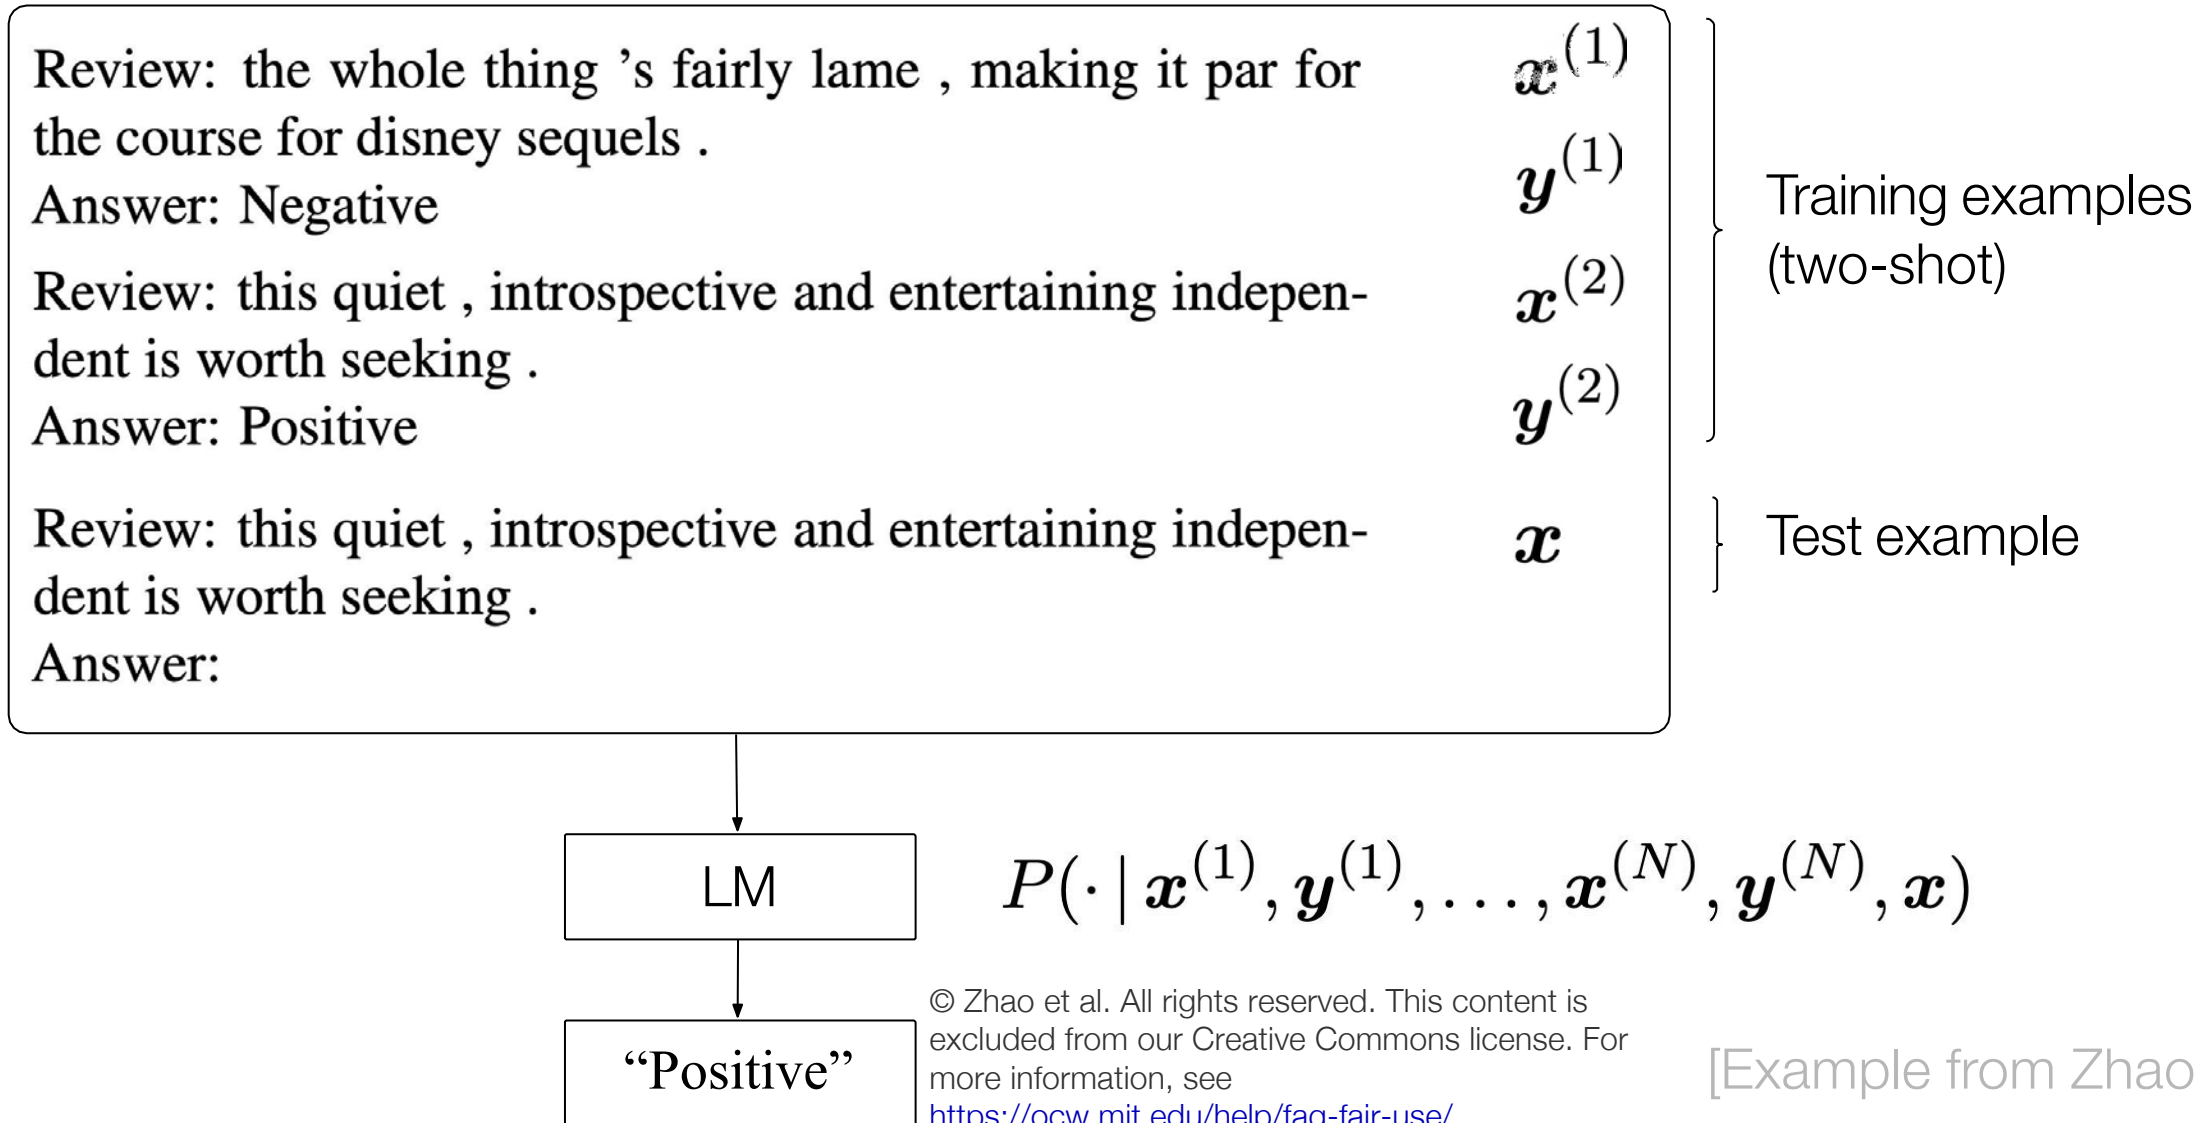 Review: the whole thing ’s fairly lame , making it par for
the course for disney sequels .
Answer: Negative
x^(1)
y^(1)
Review: this quiet , introspective and entertaining indepen-
dent is worth seeking .
Answer: Positive
x^(2)
y^(2)
Training examples
(two-shot)
Review: this quiet , introspective and entertaining indepen-
dent is worth seeking .
Answer:
x
Test example
LM
P(· | x^(1), y^(1), . . . , x^(N), y^(N), x)
“Positive”
© Zhao et al. All rights reserved. This content is
excluded from our Creative Commons license. For
more information, see
https://ocw.mit.edu/help/faq-fair-use/
[Example from Zhao